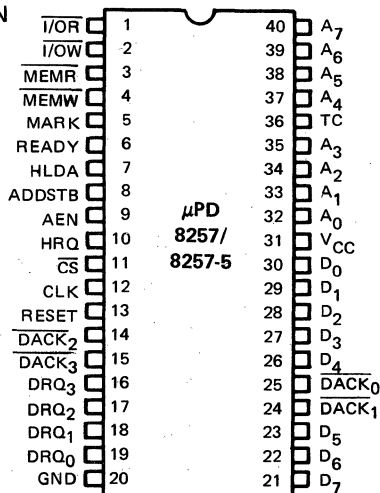 N
I/OR 1 40 A7
I/OW 2 39 A6
MEMR 3 38 A5
MEMW 4 37 A4
MARK 5 36 TC
READY 6 35 A3
HLDA 7 34 A2
ADDSTB 8 33 A1
AEN 9 μPD 32 A0
HRQ 10 8257/ 31 VCC
CS 11 8257-5 30 D0
CLK 12 29 D1
RESET 13 28 D2
DACK2 14 27 D3
DACK3 15 26 D4
DRQ3 16 25 DACK0
DRQ2 17 24 DACK1
DRQ1 18 23 D5
DRQ0 19 22 D6
GND 20 21 D7